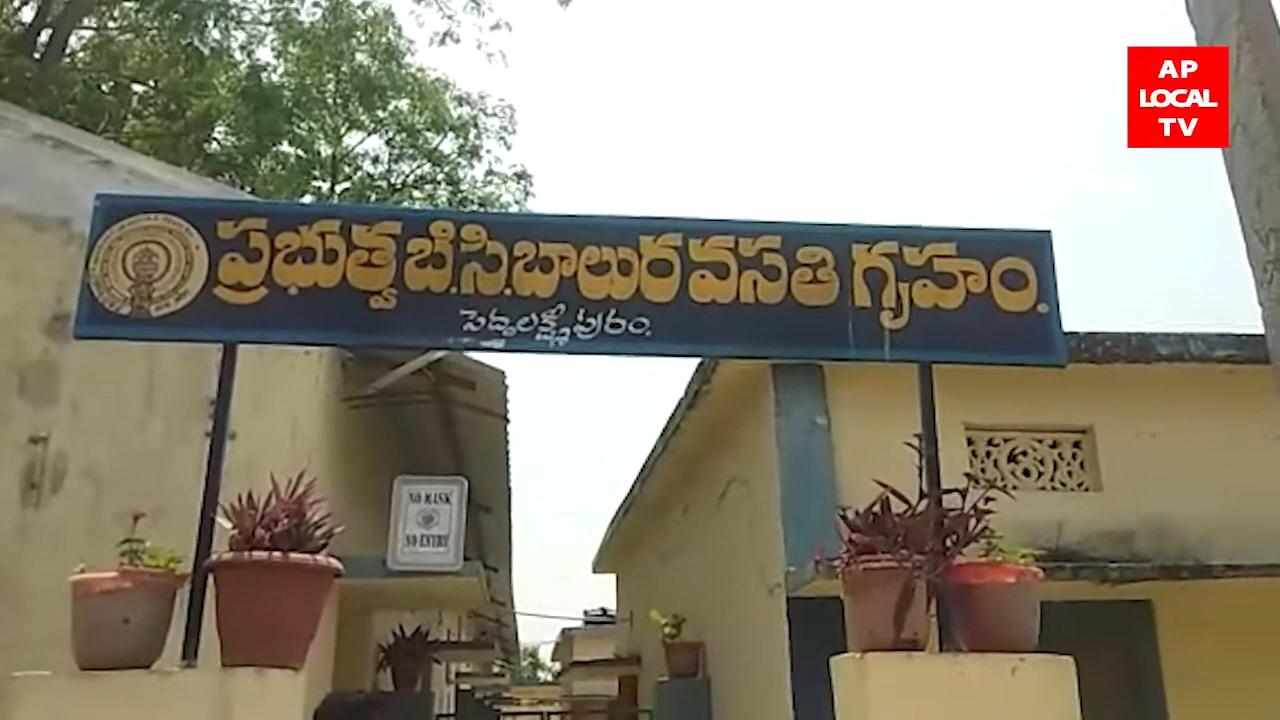 AP
LOCAL
TV
ప్రభుత్వ బి.సి.బాలుర వసతి గృహం.
పెద్దలక్ష్మీపురం.
NO MASK
NO ENTRY